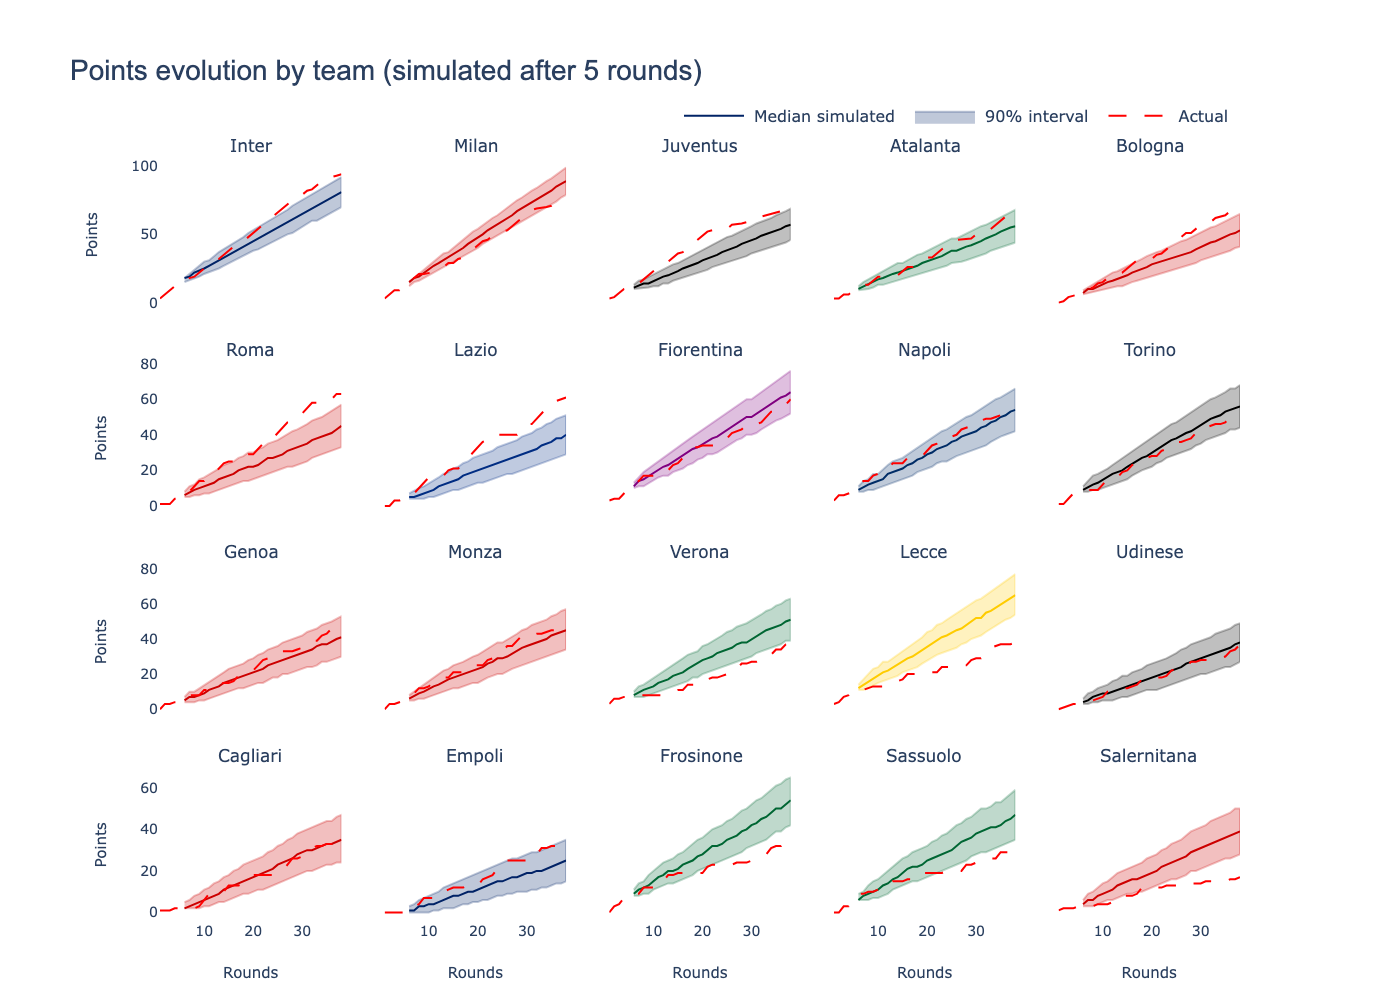 Points evolution by team (simulated after 5 rounds)
Median simulated 90% interval Actual
Inter Milan Juventus Atalanta Bologna
100
50
0
Points
Roma Lazio Fiorentina Napoli Torino
80
60
40
20
0
Points
Genoa Monza Verona Lecce Udinese
80
60
40
20
0
Points
Cagliari Empoli Frosinone Sassuolo Salernitana
60
40
20
0
Points
10 20 30 10 20 30 10 20 30 10 20 30 10 20 30
Rounds Rounds Rounds Rounds Rounds